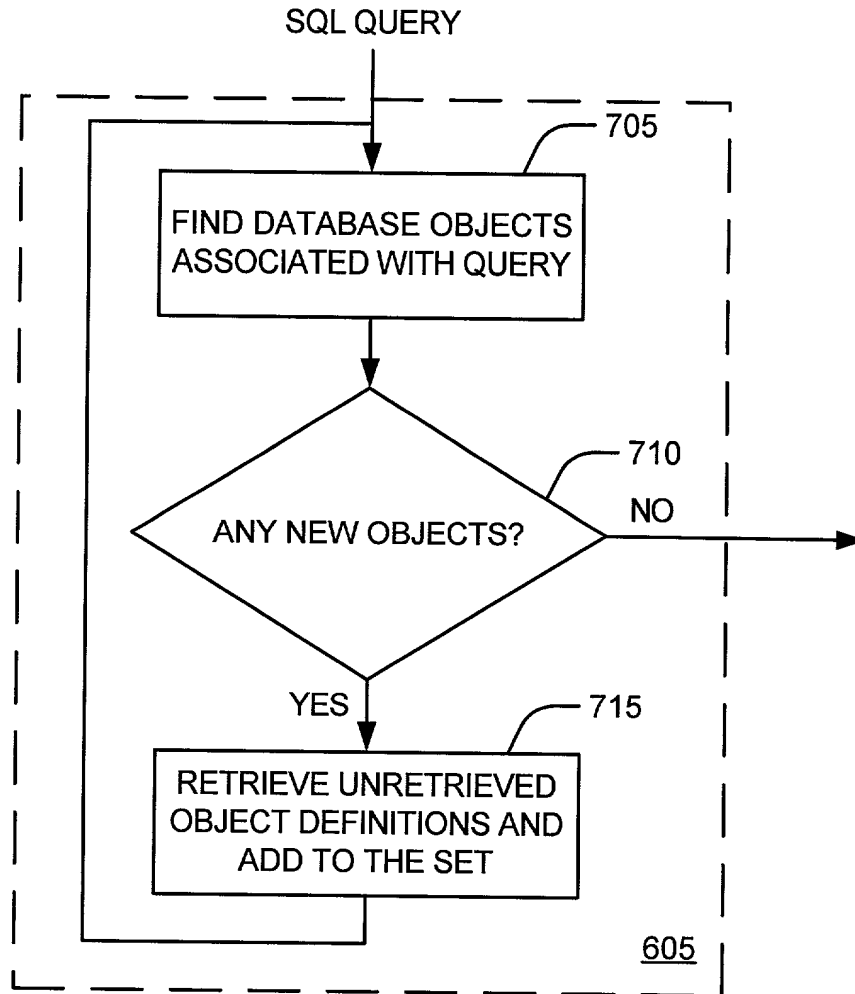 SQL QUERY
705
FIND DATABASE OBJECTS
ASSOCIATED WITH QUERY
710
NO
ANY NEW OBJECTS?
YES
715
RETRIEVE UNRETRIEVED
OBJECT DEFINITIONS AND
ADD TO THE SET
605